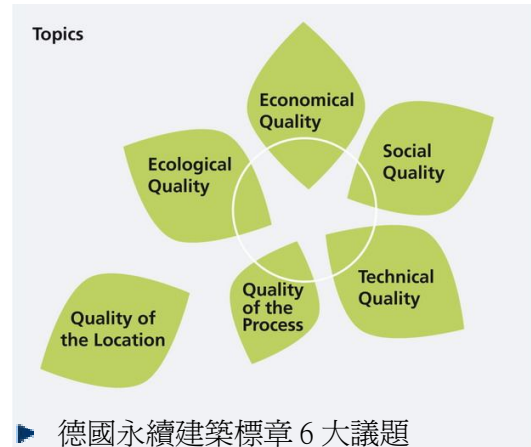 Topics
Economical
Quality
Ecological
Quality
Social
Quality
Technical
Quality
Quality
of the
Process
Quality of
the Location
德國永續建築標章 6 大議題